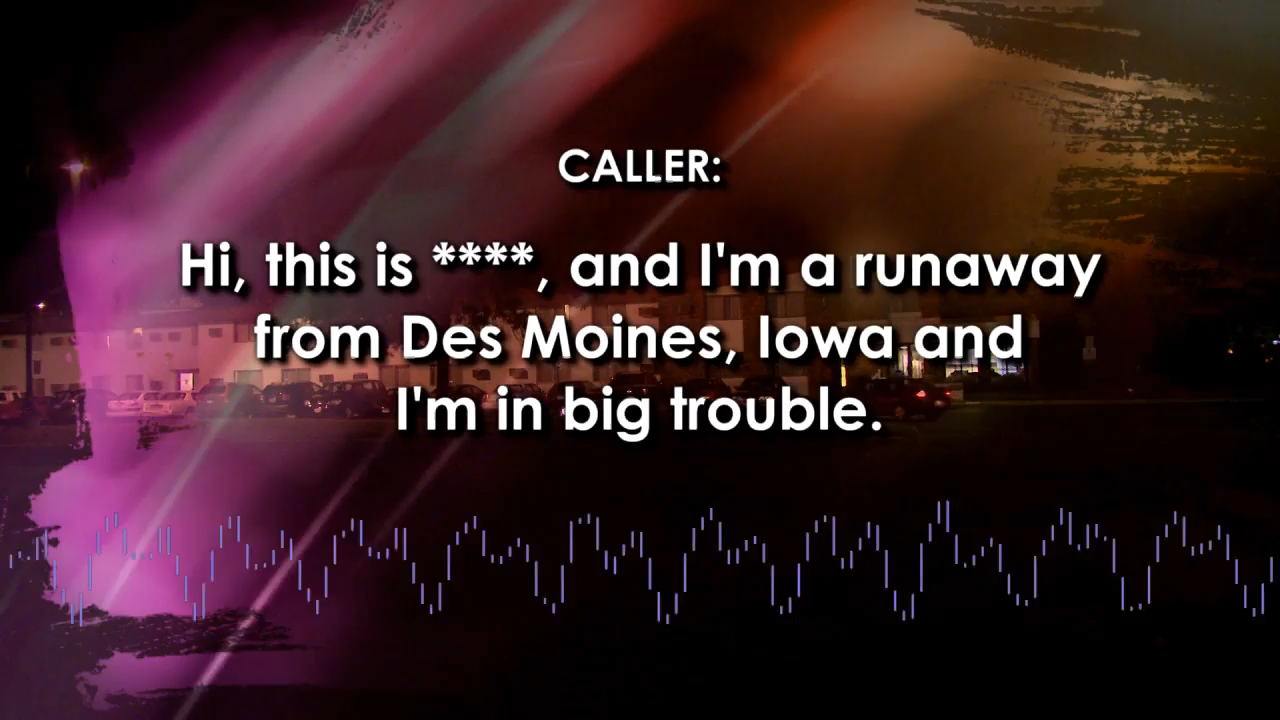 CALLER:
Hi, this is ****, and I'm a runaway
from Des Moines, Iowa and
I'm in big trouble.